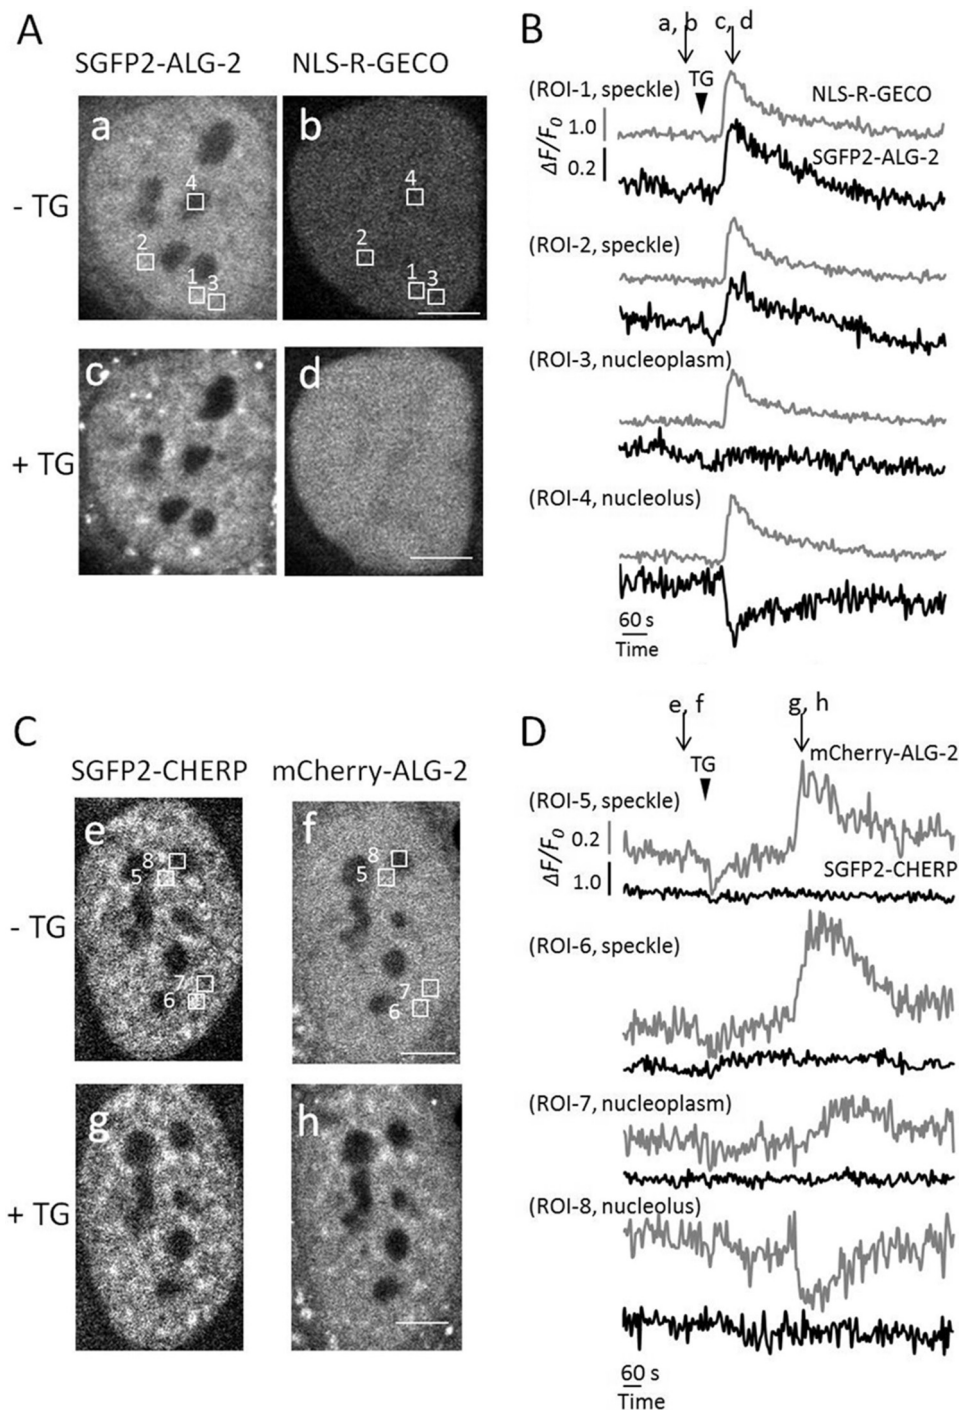 A
SGFP2-ALG-2
NLS-R-GECO
- TG
a
4
2
1
3
b
4
2
1
3
+ TG
c
d
B
a, b
c, d
TG
(ROI-1, speckle)
NLS-R-GECO
ΔF/F0
1.0
0.2
SGFP2-ALG-2
(ROI-2, speckle)
(ROI-3, nucleoplasm)
(ROI-4, nucleolus)
60 s
Time
C
SGFP2-CHERP
mCherry-ALG-2
- TG
e
8
5
7
6
f
8
5
7
6
+ TG
g
h
D
e, f
g, h
TG
mCherry-ALG-2
(ROI-5, speckle)
ΔF/F0
0.2
1.0
SGFP2-CHERP
(ROI-6, speckle)
(ROI-7, nucleoplasm)
(ROI-8, nucleolus)
60 s
Time